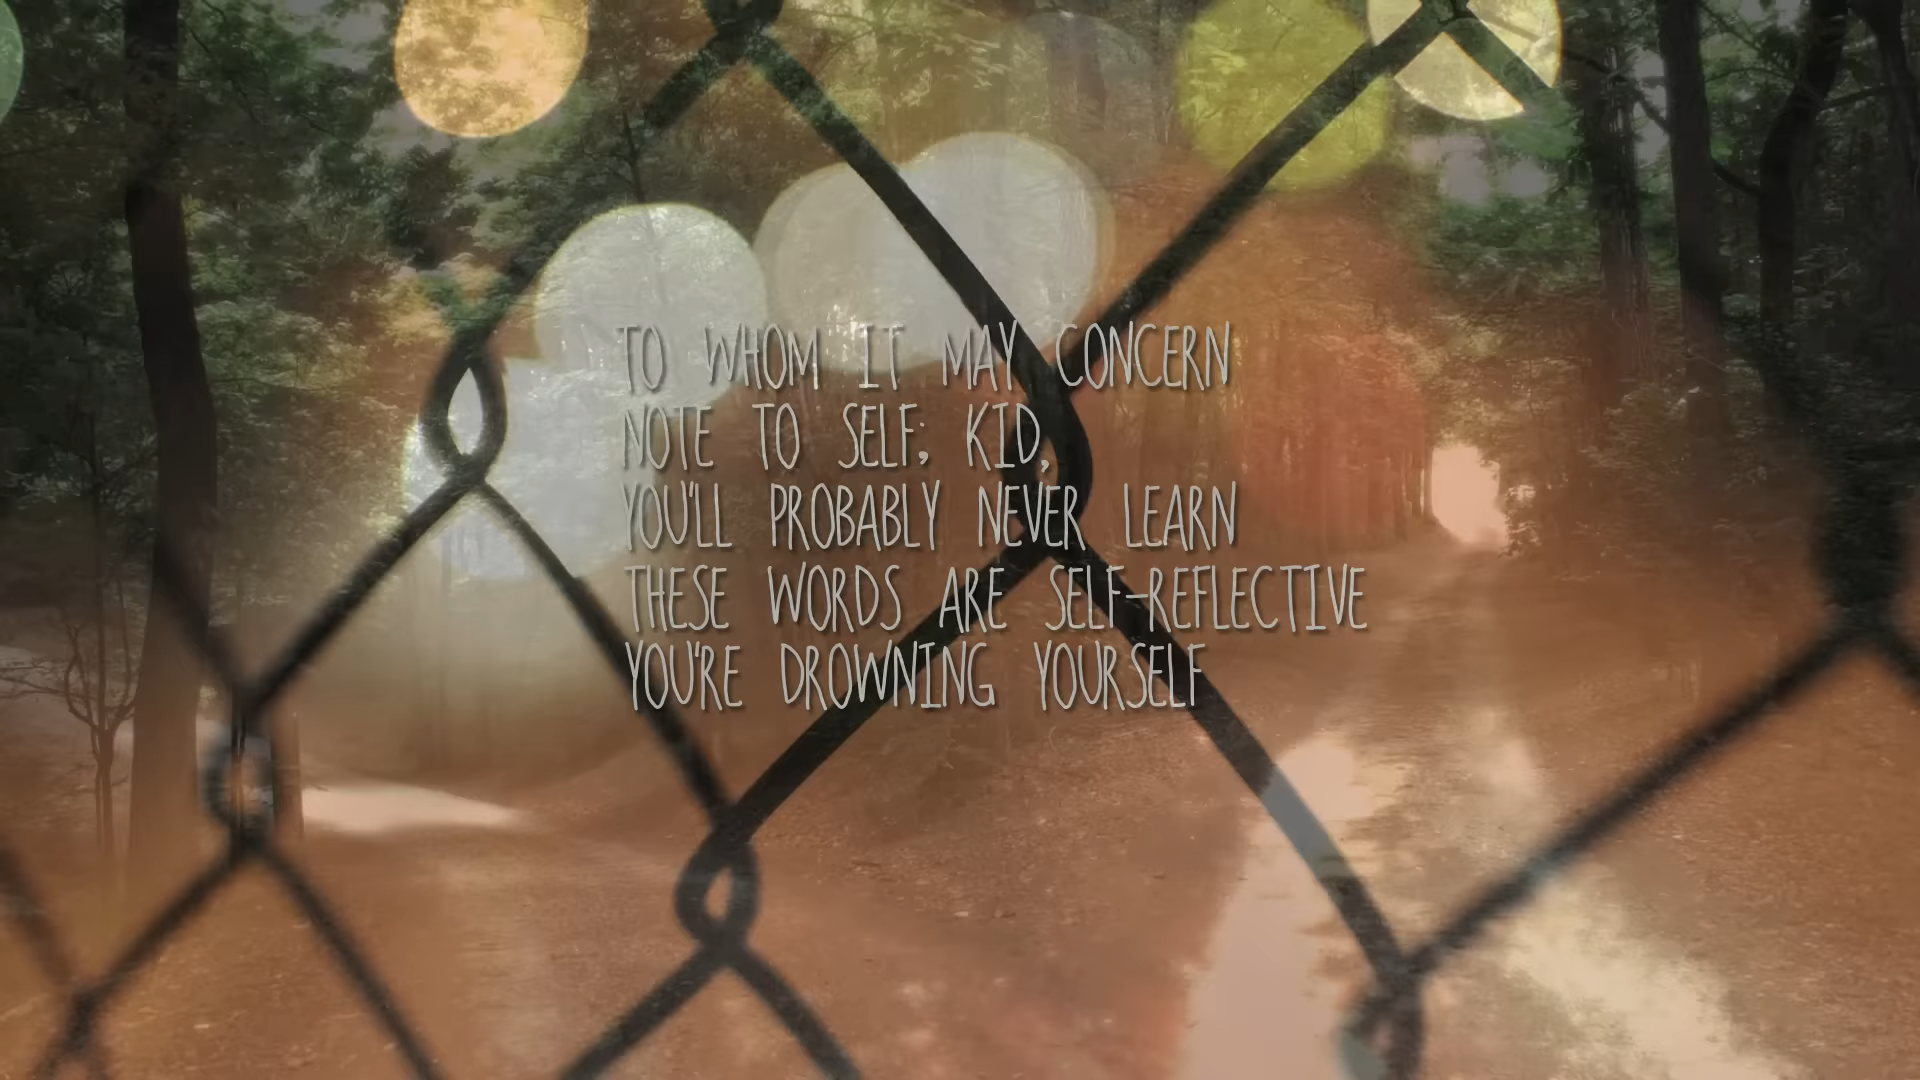 TO WHOM IT MAY CONCERN
NOTE TO SELF; KID,
YOU'LL PROBABLY NEVER LEARN
THESE WORDS ARE SELF-REFLECTIVE
YOU'RE DROWNING YOURSELF